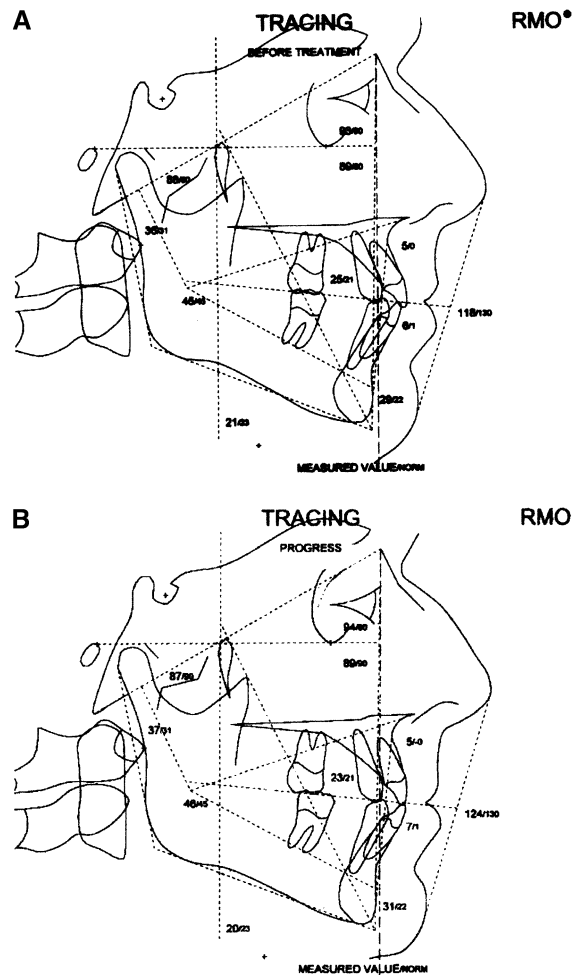 A
TRACING
RMO®
BEFORE TREATMENT
93/90
89/90
88/90
36/31
5/0
25/21
45/45
118/130
6/1
29/22
21/23
MEASURED VALUE/NORM
B
TRACING
RMO
PROGRESS
94/90
89/90
87/90
37/31
5/-0
23/21
46/45
124/130
7/1
31/22
20/23
MEASURED VALUE/NORM